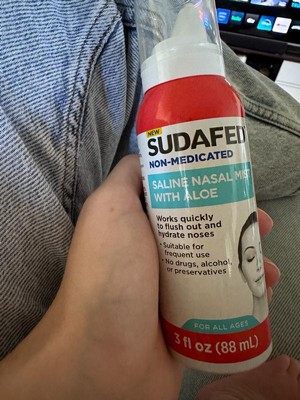 NEW
SUDAFED
NON-MEDICATED
SALINE NASAL MIST
WITH ALOE
Works quickly
to flush out and
hydrate noses
• Suitable for
frequent use
• No drugs, alcohol,
or preservatives
FOR ALL AGES
3 fl oz (88 mL)